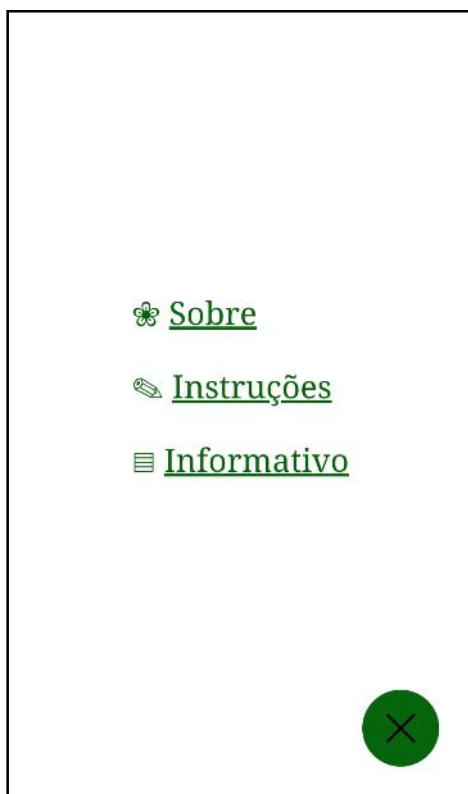 ❀ Sobre
✎ Instruções
▤ Informativo